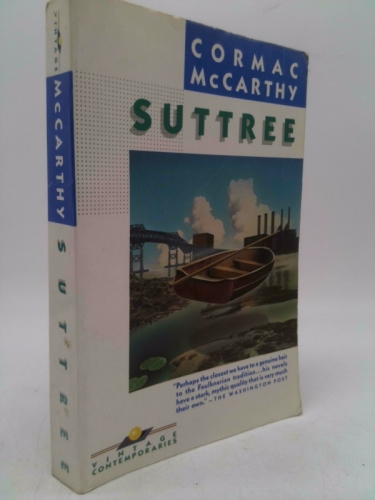 CORMAC
McCARTHY
SUTTREE
"Perhaps the closest we have to a genuine heir
to the Faulknerian tradition...his novels
have a stark, mythic quality that is very much
their own." —THE WASHINGTON POST
VINTAGE
CONTEMPORARIES
VINTAGE
McCARTHY
SUTTREE